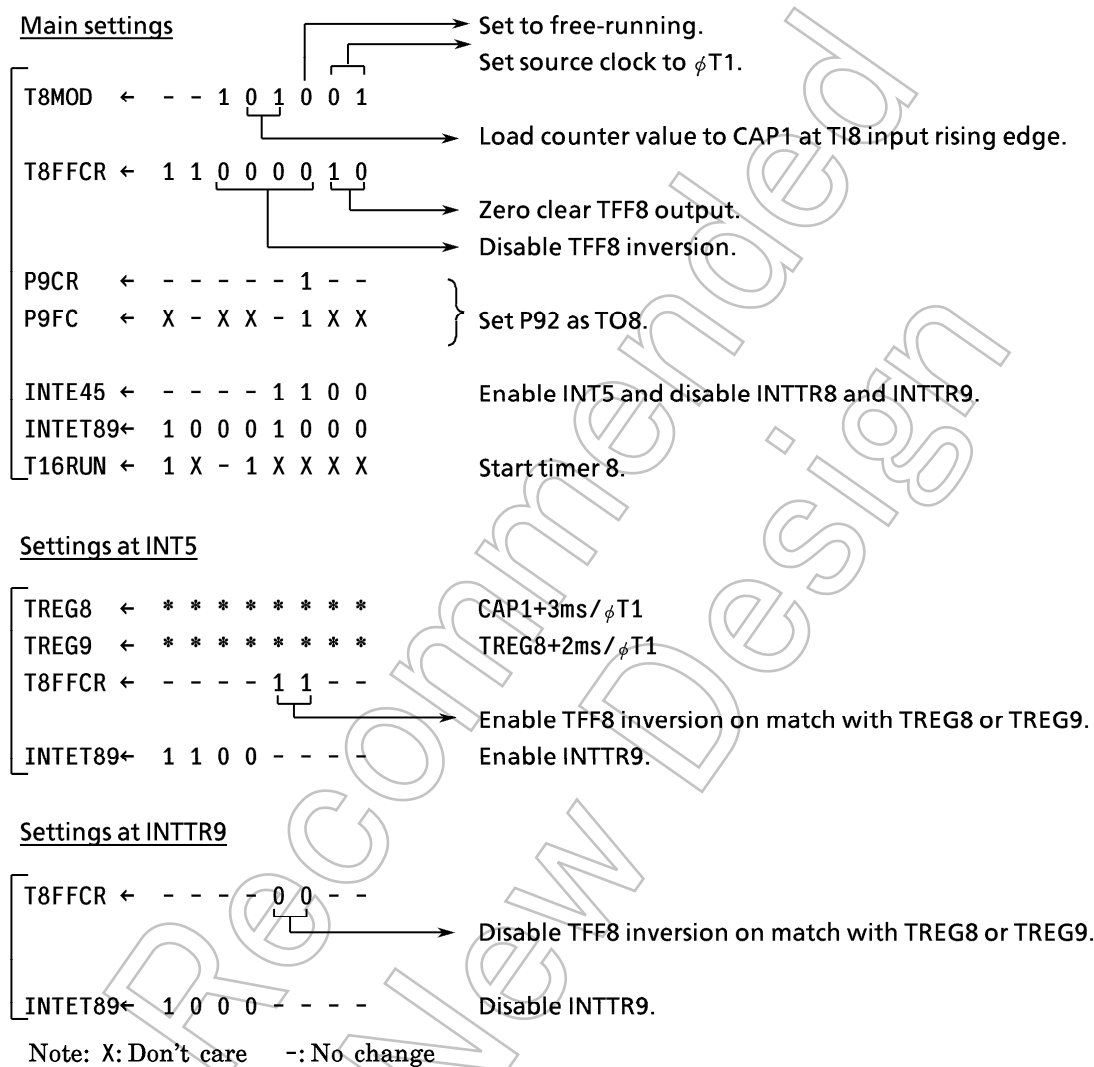 Main settings
Set to free-running.
Set source clock to φT1.
T8MOD ← - - 1 0 1 0 0 1
Load counter value to CAP1 at TI8 input rising edge.
T8FFCR ← 1 1 0 0 0 0 1 0
Zero clear TFF8 output.
Disable TFF8 inversion.
P9CR ← - - - - - 1 - -
P9FC ← X - X X - 1 X X
Set P92 as TO8.
INTE45 ← - - - - 1 1 0 0 Enable INT5 and disable INTTR8 and INTTR9.
INTET89← 1 0 0 0 1 0 0 0
T16RUN ← 1 X - 1 X X X X Start timer 8.
Settings at INT5
TREG8 ← * * * * * * * * CAP1+3ms/φT1
TREG9 ← * * * * * * * * TREG8+2ms/φT1
T8FFCR ← - - - - 1 1 - -
Enable TFF8 inversion on match with TREG8 or TREG9.
INTET89← 1 1 0 0 - - - - Enable INTTR9.
Settings at INTTR9
T8FFCR ← - - - - 0 0 - -
Disable TFF8 inversion on match with TREG8 or TREG9.
INTET89← 1 0 0 0 - - - - Disable INTTR9.
Note: X: Don't care -: No change
Recommended
New Design